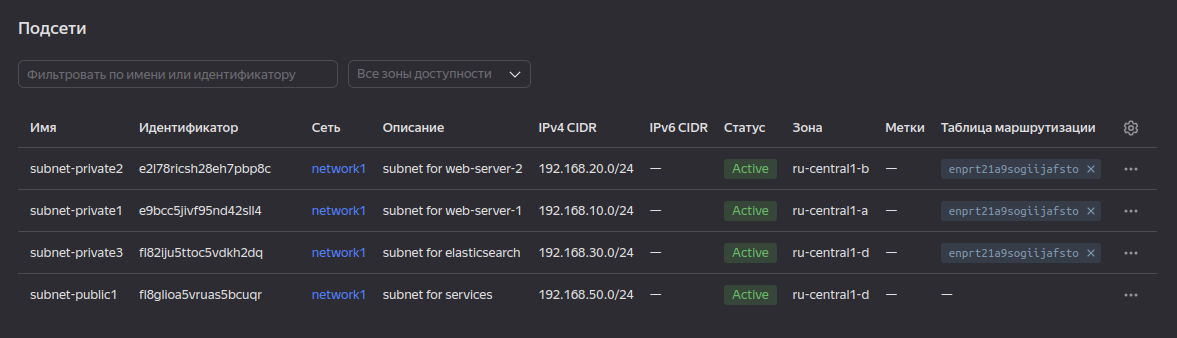 Подсети
Фильтровать по имени или идентификатору Все зоны доступности
Имя Идентификатор Сеть Описание IPv4 CIDR IPv6 CIDR Статус Зона Метки Таблица маршрутизации
subnet-private2 e2l78ricsh28eh7pbp8c network1 subnet for web-server-2 192.168.20.0/24 — Active ru-central1-b — enprt21a9sogiijafsto ×
subnet-private1 e9bcc5jivf95nd42sll4 network1 subnet for web-server-1 192.168.10.0/24 — Active ru-central1-a — enprt21a9sogiijafsto ×
subnet-private3 fl82iju5ttoc5vdkh2dq network1 subnet for elasticsearch 192.168.30.0/24 — Active ru-central1-d — enprt21a9sogiijafsto ×
subnet-public1 fl8glioa5vruas5bcuqr network1 subnet for services 192.168.50.0/24 — Active ru-central1-d — —